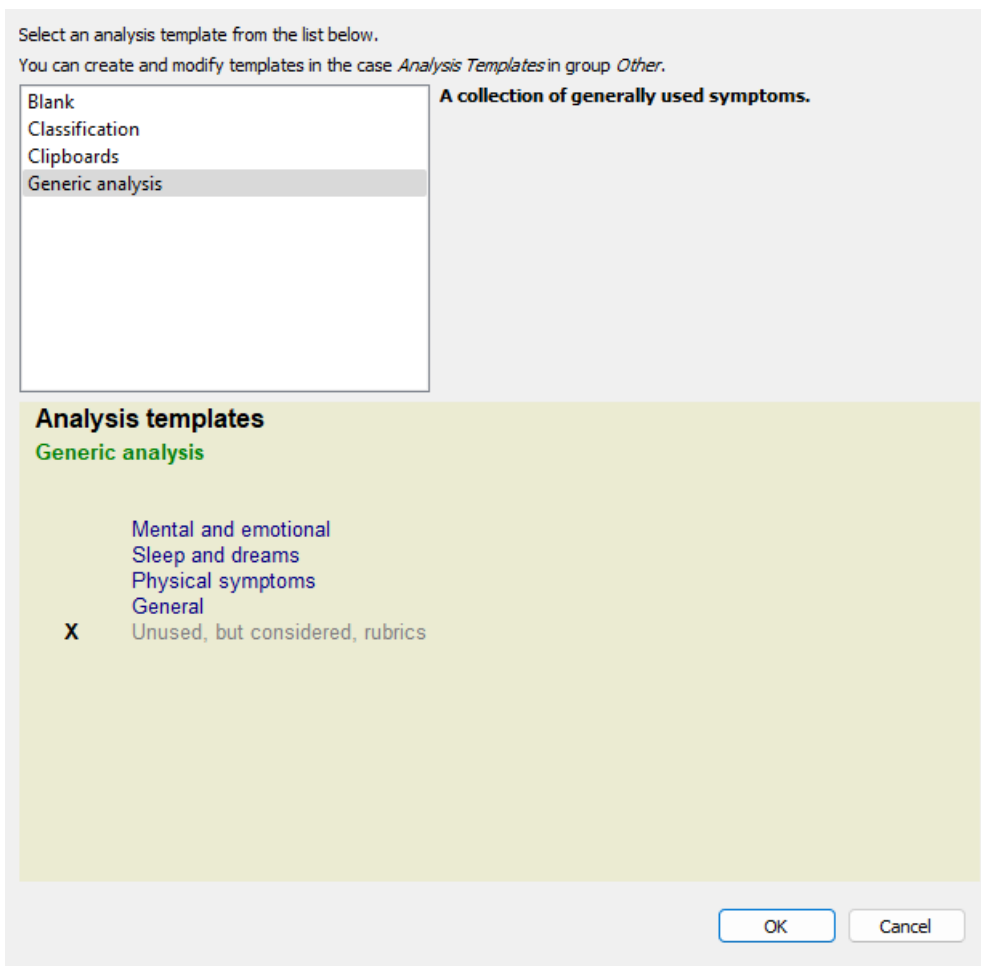 Select an analysis template from the list below.
You can create and modify templates in the case Analysis Templates in group Other.
Blank
Classification
Clipboards
Generic analysis
A collection of generally used symptoms.
Analysis templates
Generic analysis
Mental and emotional
Sleep and dreams
Physical symptoms
General
X Unused, but considered, rubrics
OK Cancel